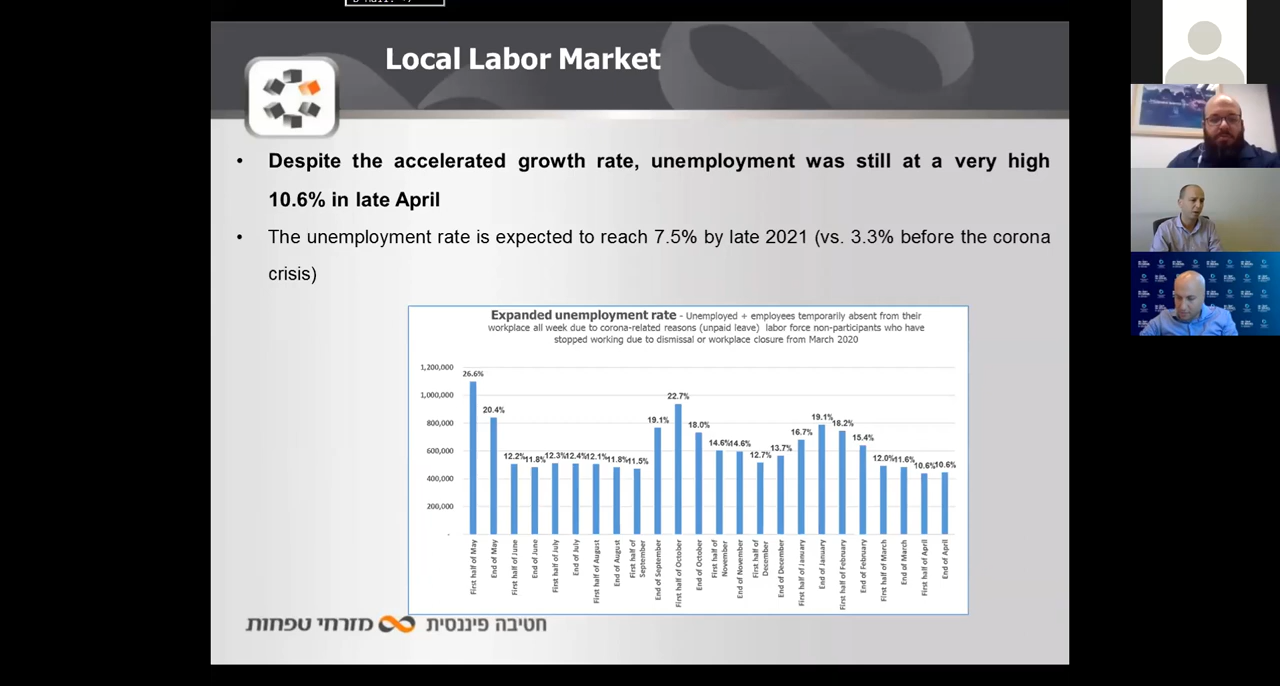 Local Labor Market
• Despite the accelerated growth rate, unemployment was still at a very high
10.6% in late April
• The unemployment rate is expected to reach 7.5% by late 2021 (vs. 3.3% before the corona
crisis)
Expanded unemployment rate - Unemployed + employees temporarily absent from their
workplace all week due to corona-related reasons (unpaid leave) labor force non-participants who have
stopped working due to dismissal or workplace closure from March 2020
1,200,000
1,000,000
800,000
600,000
400,000
200,000
-
26.6%
20.4%
12.2%
11.8%
12.3%
12.4%
12.1%
11.8%
11.5%
19.1%
22.7%
18.0%
14.6%
14.6%
12.7%
13.7%
16.7%
19.1%
18.2%
15.4%
12.0%
11.6%
10.6%
10.6%
First half of May
End of May
First half of June
End of June
First half of July
End of July
First half of August
End of August
First half of
September
End of September
First half of October
End of October
First half of
November
End of November
First half of
December
End of December
First half of January
End of January
First half of February
End of February
First half of March
End of March
First half of April
End of April
חטיבה פיננסית מזרחי טפחות